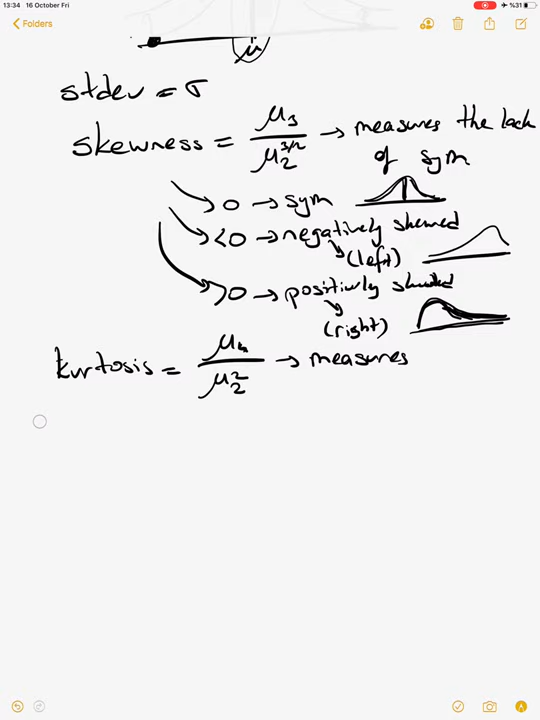 13:34 16 October Fri
%31
Folders
μ
stdev = σ
skewness = μ3 / μ2^3/2 → measures the lack
of sym
0 → sym
<0 → negatively skewed
(left)
>0 → positively skewed
(right)
kurtosis = μ4 / μ2^2 → measures